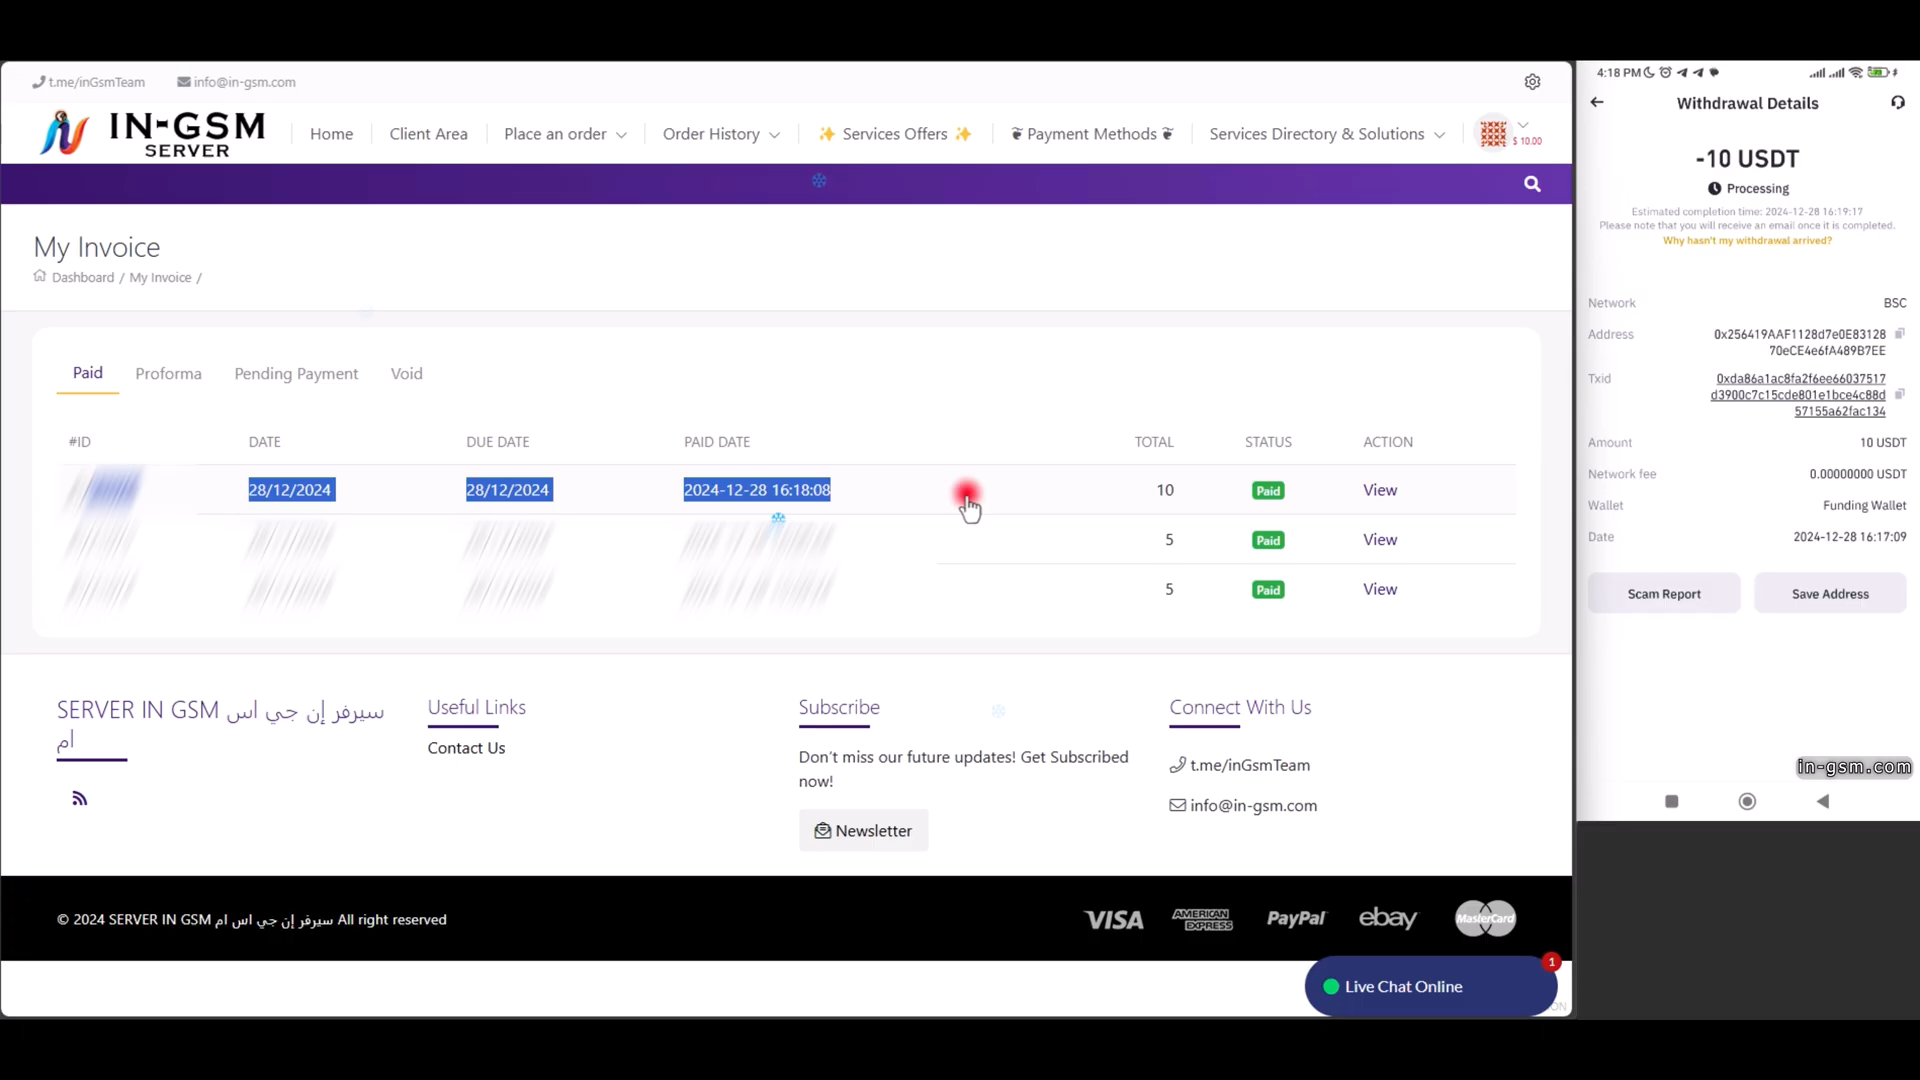 t.me/inGsmTeam info@in-gsm.com
IN-GSM
SERVER
Home Client Area Place an order Order History ✨ Services Offers ✨ ❦ Payment Methods ❦ Services Directory & Solutions $ 10.00
My Invoice
Dashboard / My Invoice /
Paid Proforma Pending Payment Void
#ID DATE DUE DATE PAID DATE TOTAL STATUS ACTION
28/12/2024 28/12/2024 2024-12-28 16:18:08 10 Paid View
5 Paid View
5 Paid View
SERVER IN GSM سيرفر إن جي اس
ام
Useful Links
Contact Us
Subscribe
Don't miss our future updates! Get Subscribed
now!
Newsletter
Connect With Us
t.me/inGsmTeam
info@in-gsm.com
© 2024 SERVER IN GSM سيرفر إن جي اس ام All right reserved
VISA AMERICAN EXPRESS PayPal ebay MasterCard
1
Live Chat Online
4:18 PM
Withdrawal Details
-10 USDT
Processing
Estimated completion time: 2024-12-28 16:19:17
Please note that you will receive an email once it is completed.
Why hasn't my withdrawal arrived?
Network BSC
Address 0x256419AAF1128d7e0E83128
70eCE4e6fA489B7EE
Txid 0xda86a1ac8fa2f6ee66037517
d3900c7c15cde801e1bce4c88d
57155a62fac134
Amount 10 USDT
Network fee 0.00000000 USDT
Wallet Funding Wallet
Date 2024-12-28 16:17:09
Scam Report Save Address
in-gsm.com